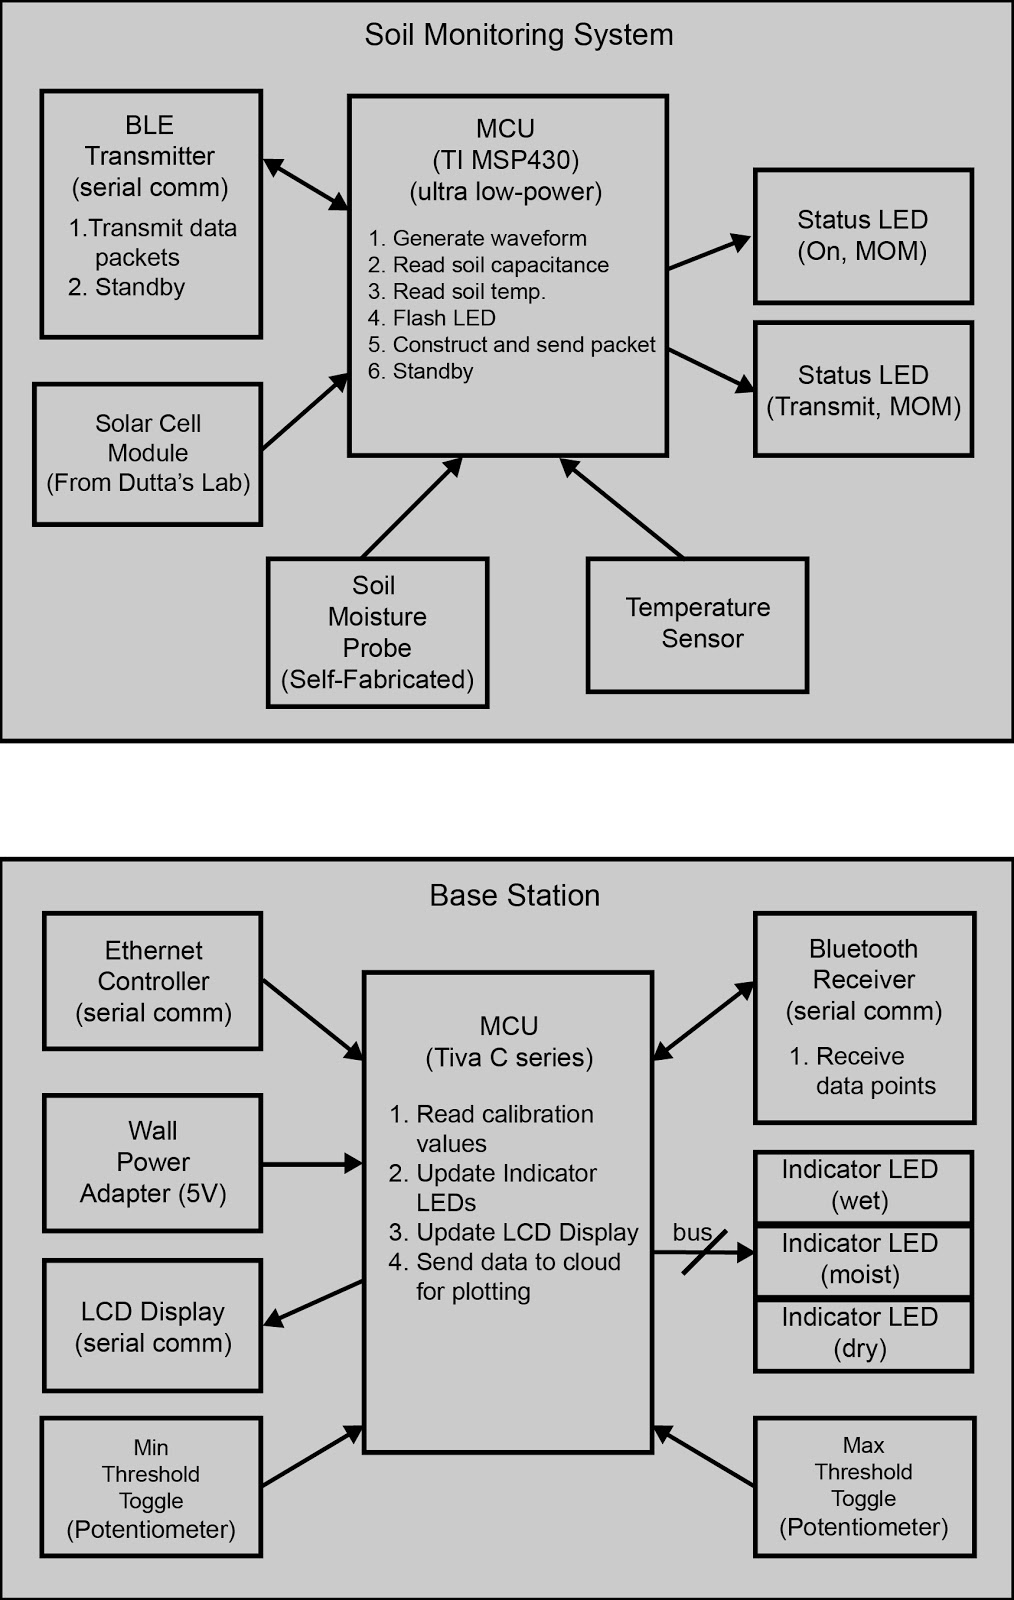 Soil Monitoring System
BLE
Transmitter
(serial comm)
1.Transmit data
packets
2. Standby
MCU
(TI MSP430)
(ultra low-power)
1. Generate waveform
2. Read soil capacitance
3. Read soil temp.
4. Flash LED
5. Construct and send packet
6. Standby
Status LED
(On, MOM)
Status LED
(Transmit, MOM)
Solar Cell
Module
(From Dutta's Lab)
Soil
Moisture
Probe
(Self-Fabricated)
Temperature
Sensor
Base Station
Ethernet
Controller
(serial comm)
Wall
Power
Adapter (5V)
LCD Display
(serial comm)
Min
Threshold
Toggle
(Potentiometer)
MCU
(Tiva C series)
1. Read calibration
values
2. Update Indicator
LEDs
3. Update LCD Display
4. Send data to cloud
for plotting
bus
Bluetooth
Receiver
(serial comm)
1. Receive
data points
Indicator LED
(wet)
Indicator LED
(moist)
Indicator LED
(dry)
Max
Threshold
Toggle
(Potentiometer)